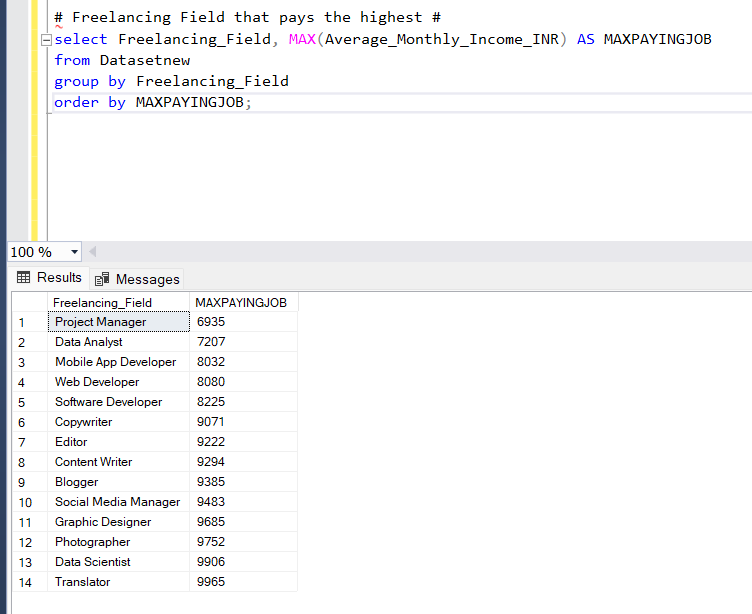 # Freelancing Field that pays the highest #
select Freelancing_Field, MAX(Average_Monthly_Income_INR) AS MAXPAYINGJOB
from Datasetnew
group by Freelancing_Field
order by MAXPAYINGJOB;
100 %
Results Messages
Freelancing_Field MAXPAYINGJOB
1 Project Manager 6935
2 Data Analyst 7207
3 Mobile App Developer 8032
4 Web Developer 8080
5 Software Developer 8225
6 Copywriter 9071
7 Editor 9222
8 Content Writer 9294
9 Blogger 9385
10 Social Media Manager 9483
11 Graphic Designer 9685
12 Photographer 9752
13 Data Scientist 9906
14 Translator 9965